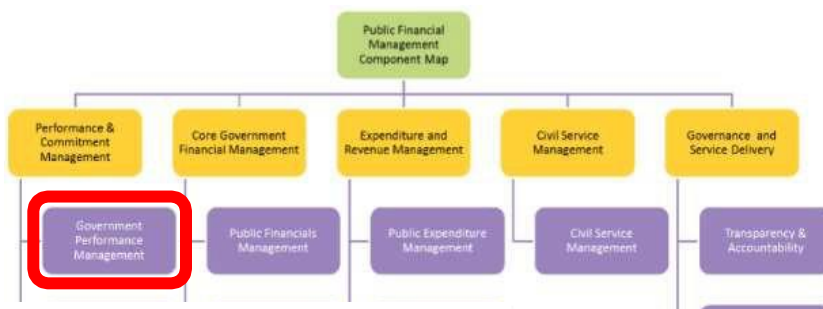 Public Financial
Management
Component Map
Performance &
Commitment
Management
Core Government
Financial Management
Expenditure and
Revenue Management
Civil Service
Management
Governance and
Service Delivery
Government
Performance
Management
Public Financials
Management
Public Expenditure
Management
Civil Service
Management
Transparency &
Accountability